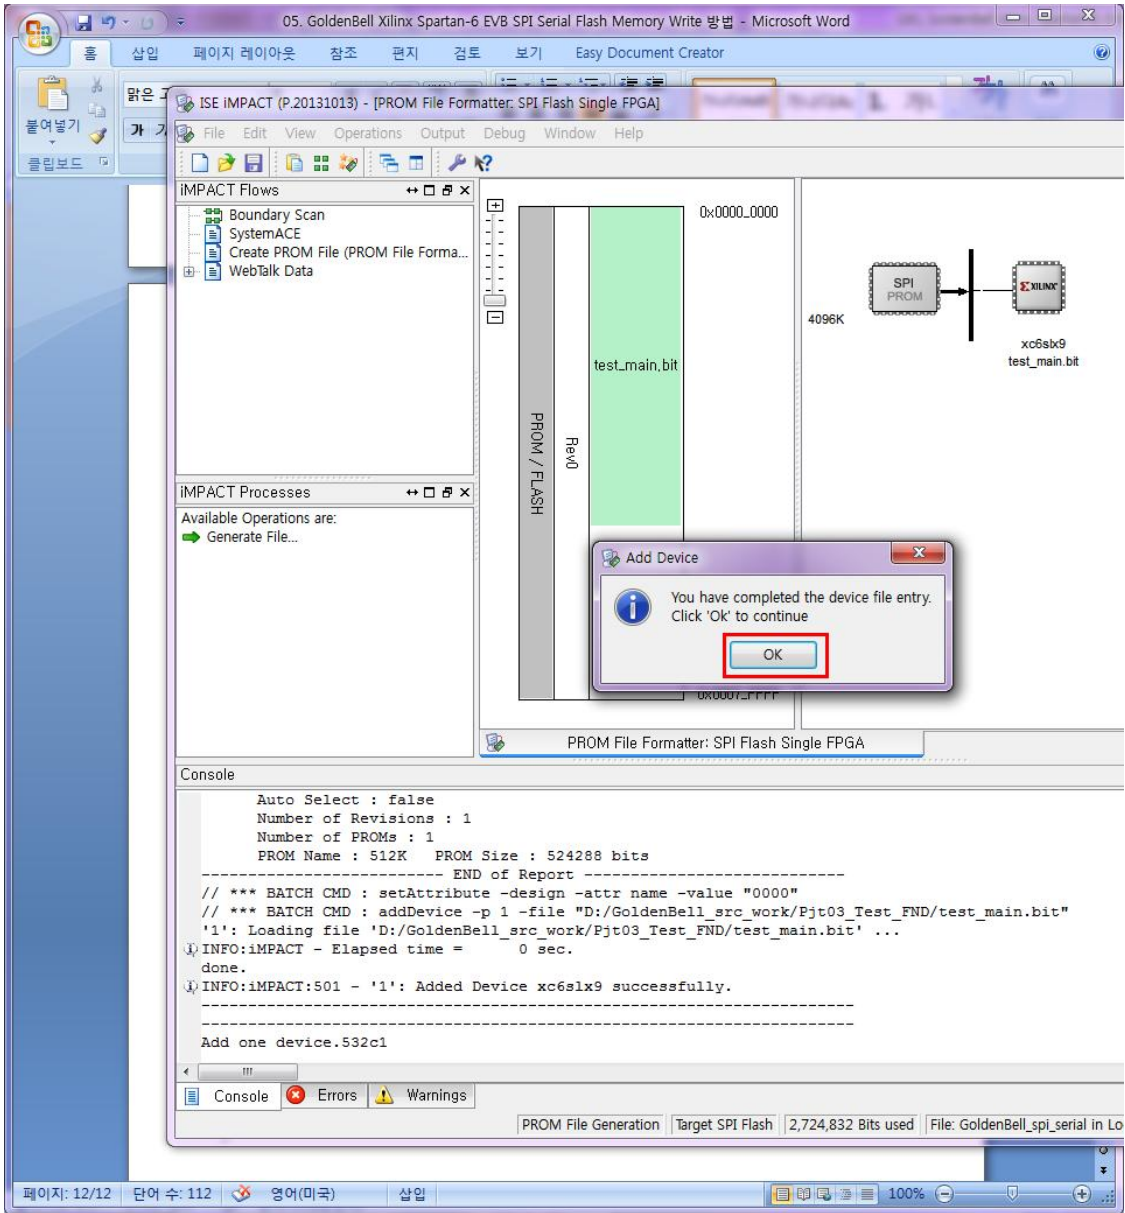 05. GoldenBell Xilinx Spartan-6 EVB SPI Serial Flash Memory Write 방법 - Microsoft Word
홈 삽입 페이지 레이아웃 참조 편지 검토 보기 Easy Document Creator
맑은
붙여넣기
가
클립보드
ISE iMPACT (P.20131013) - [PROM File Formatter: SPI Flash Single FPGA]
File Edit View Operations Output Debug Window Help
iMPACT Flows
Boundary Scan
SystemACE
Create PROM File (PROM File Forma...
WebTalk Data
iMPACT Processes
Available Operations are:
Generate File...
0x0000_0000
test_main.bit
PROM / FLASH
Rev0
4096K
SPI
PROM
XILINX
xc6slx9
test_main.bit
Add Device
You have completed the device file entry.
Click 'Ok' to continue
OK
0x0007_FFFF
PROM File Formatter: SPI Flash Single FPGA
Console
Auto Select : false
Number of Revisions : 1
Number of PROMs : 1
PROM Name : 512K PROM Size : 524288 bits
-------------------------- END of Report ----------------------------
// *** BATCH CMD : setAttribute -design -attr name -value "0000"
// *** BATCH CMD : addDevice -p 1 -file "D:/GoldenBell_src_work/Pjt03_Test_FND/test_main.bit"
'1': Loading file 'D:/GoldenBell_src_work/Pjt03_Test_FND/test_main.bit' ...
INFO:iMPACT - Elapsed time = 0 sec.
done.
INFO:iMPACT:501 - '1': Added Device xc6slx9 successfully.
----------------------------------------------------------------------
----------------------------------------------------------------------
Add one device.532c1
Console Errors Warnings
PROM File Generation Target SPI Flash 2,724,832 Bits used File: GoldenBell_spi_serial in Lo
페이지: 12/12 단어 수: 112 영어(미국) 삽입 100%